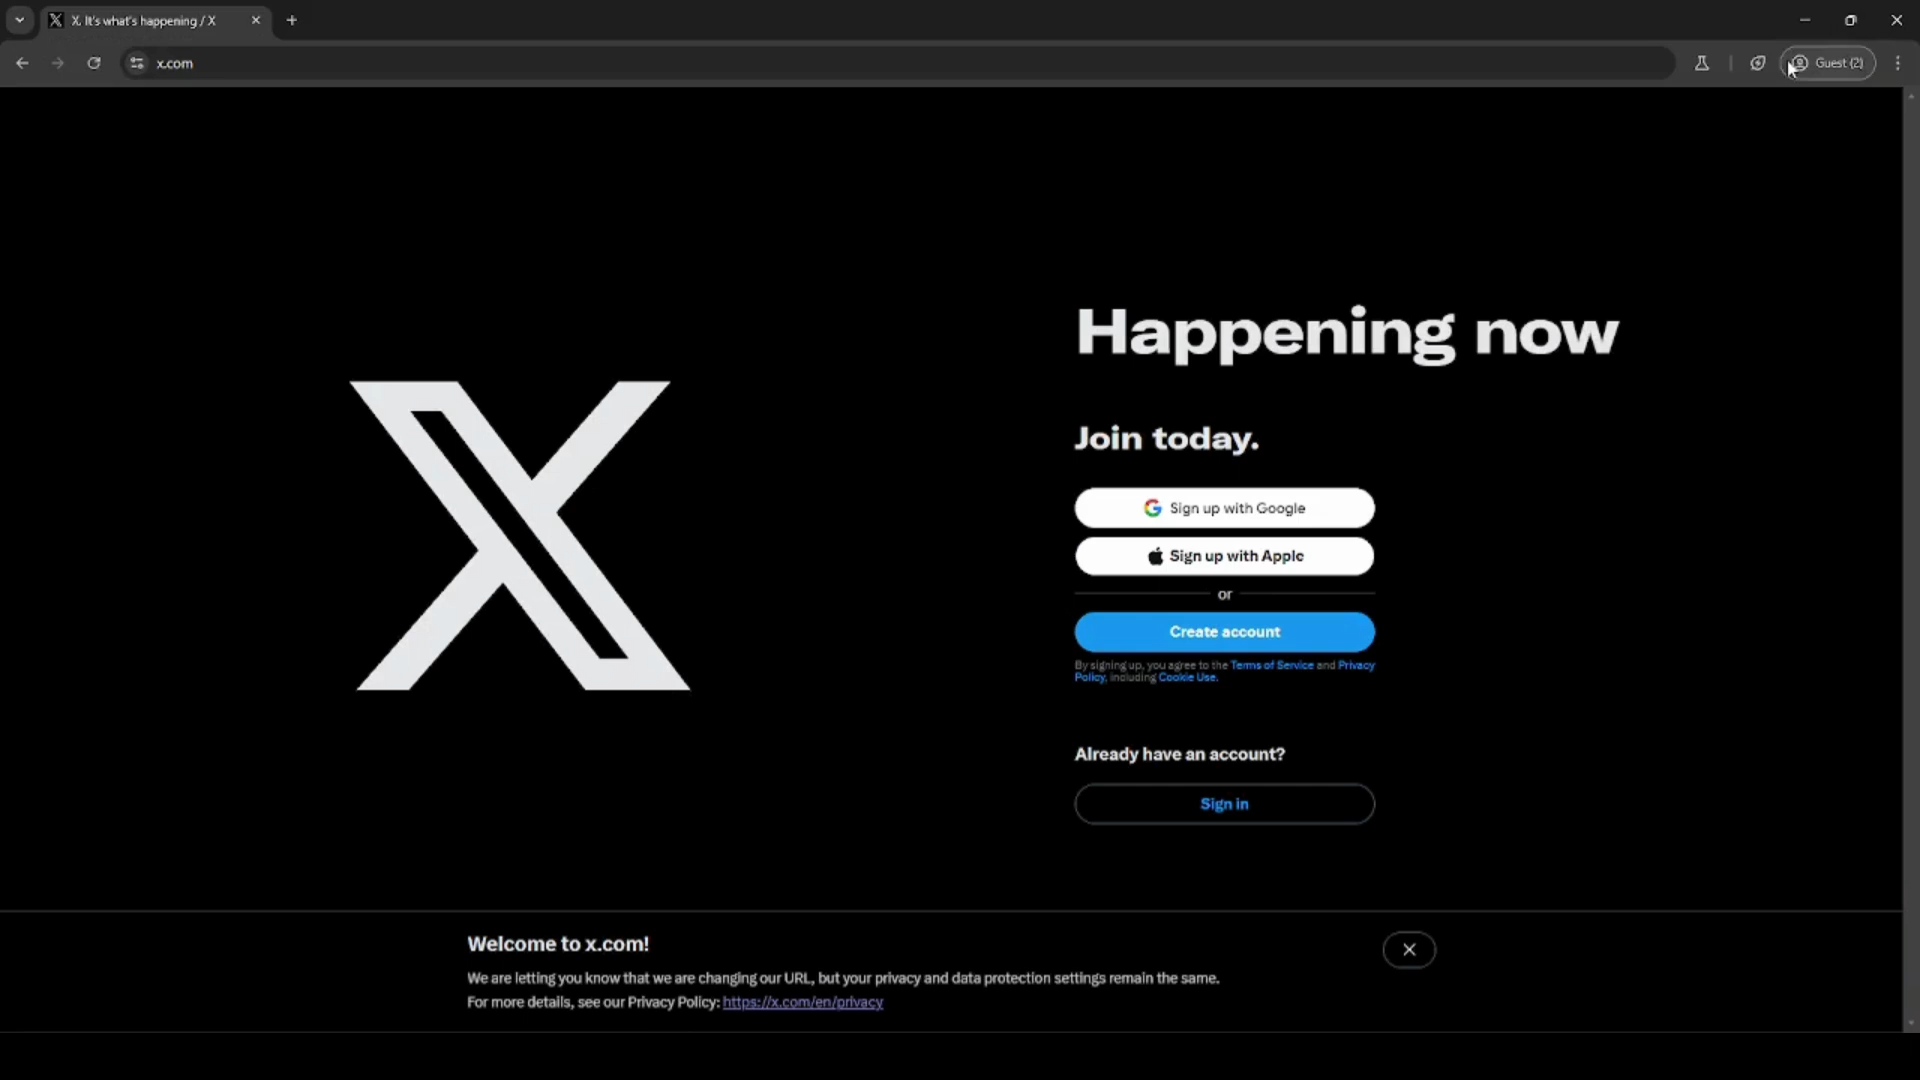 X. It's what's happening / X
x.com
Guest (2)
Happening now
Join today.
Sign up with Google
Sign up with Apple
or
Create account
By signing up, you agree to the Terms of Service and Privacy
Policy, including Cookie Use.
Already have an account?
Sign in
Welcome to x.com!
We are letting you know that we are changing our URL, but your privacy and data protection settings remain the same.
For more details, see our Privacy Policy: https://x.com/en/privacy